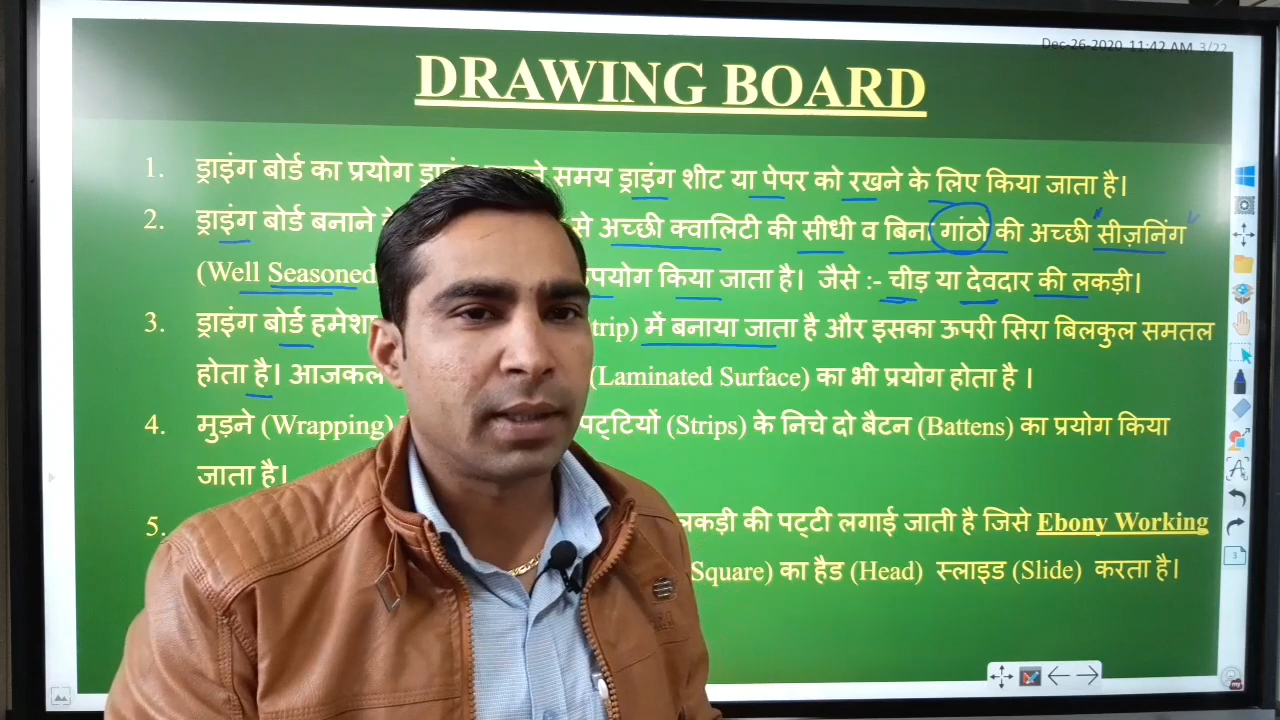 Dec-26-2020 11:42 AM 3/22
DRAWING BOARD
1. ड्राइंग बोर्ड का प्रयोग समय ड्राइंग शीट या पेपर को रखने के लिए किया जाता है।
2. ड्राइंग बोर्ड बनाने से अच्छी क्वालिटी की सीधी व बिना गांठो की अच्छी सीज़निंग
(Well Seasoned किया जाता है। जैसे :- चीड़ या देवदार की लकड़ी।
3. ड्राइंग बोर्ड हमेशा में बनाया जाता है और इसका ऊपरी सिरा बिलकुल समतल
होता है। आजकल (Laminated Surface) का भी प्रयोग होता है ।
4. मुड़ने (Wrapping) पट्टियों (Strips) के निचे दो बैटन (Battens) का प्रयोग किया
जाता है।
5. लकड़ी की पट्टी लगाई जाती है जिसे Ebony Working
Square) का हैड (Head) स्लाइड (Slide) करता है।